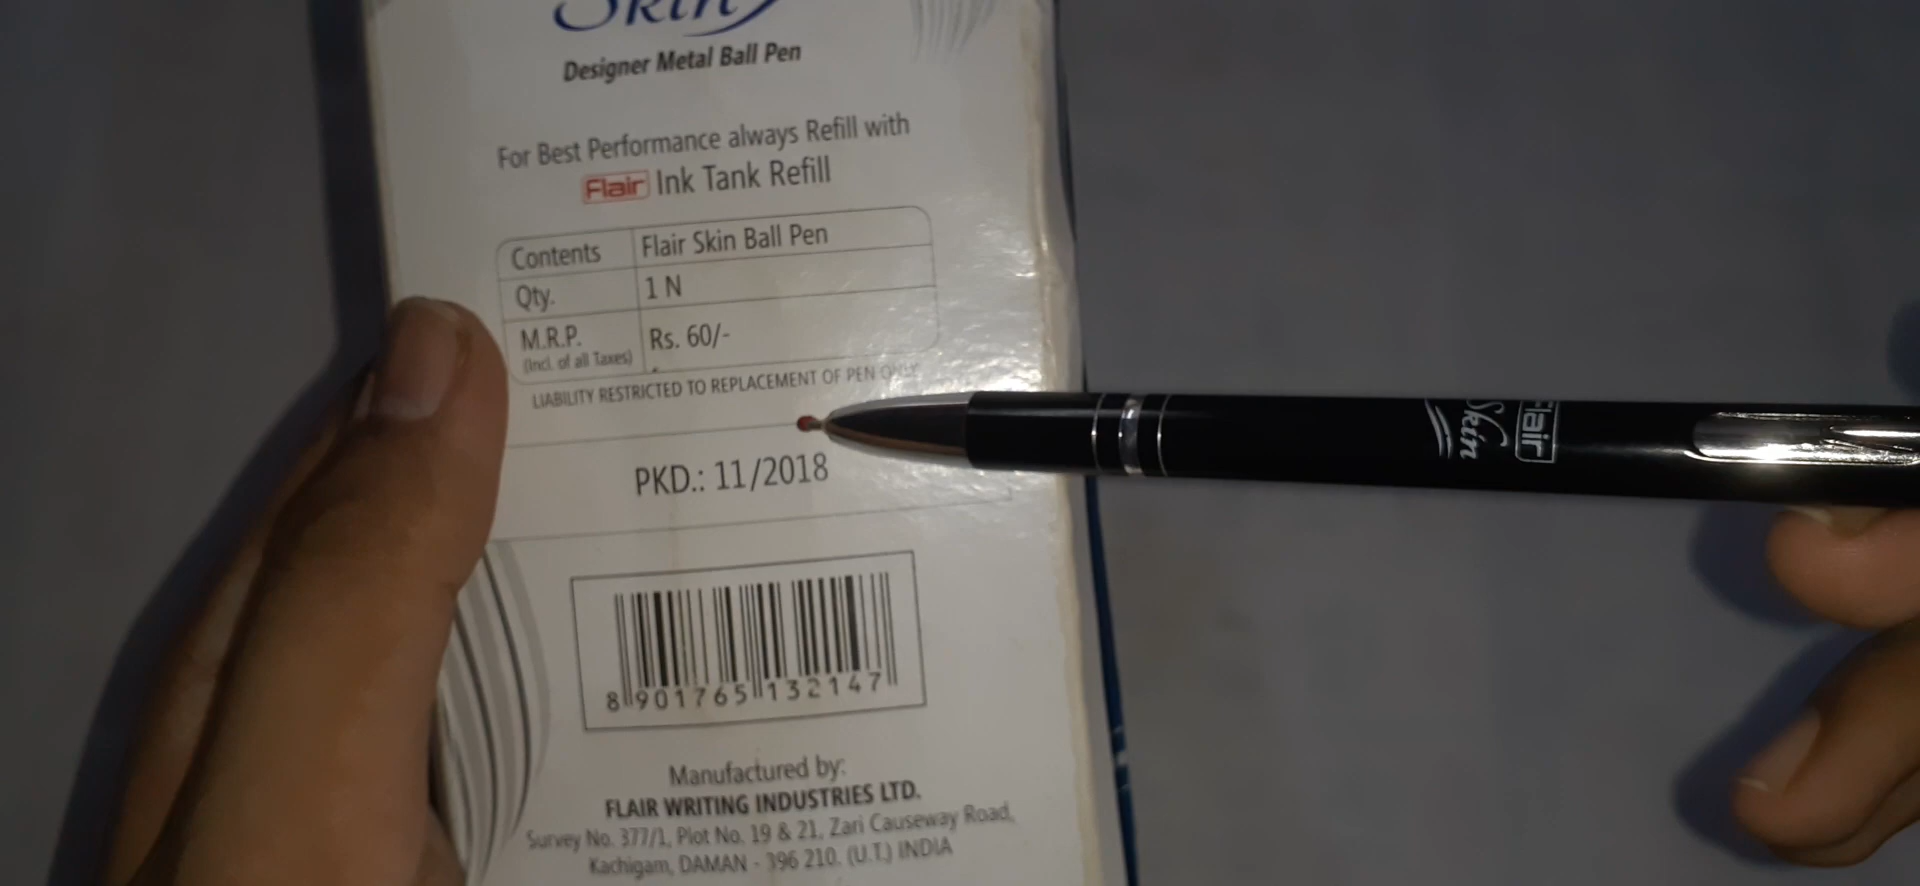 Skin
Designer Metal Ball Pen
For Best Performance always Refill with
Flair Ink Tank Refill
Contents Flair Skin Ball Pen
Qty. 1 N
M.R.P. Rs. 60/-
(Incl. of all Taxes)
LIABILITY RESTRICTED TO REPLACEMENT OF PEN ONLY
PKD.: 11/2018
8 901765 132147
Manufactured by:
FLAIR WRITING INDUSTRIES LTD.
Survey No. 377/1, Plot No. 19 & 21, Zari Causeway Road,
Kachigam, DAMAN - 396 210. (U.T.) INDIA
Flair
Skin